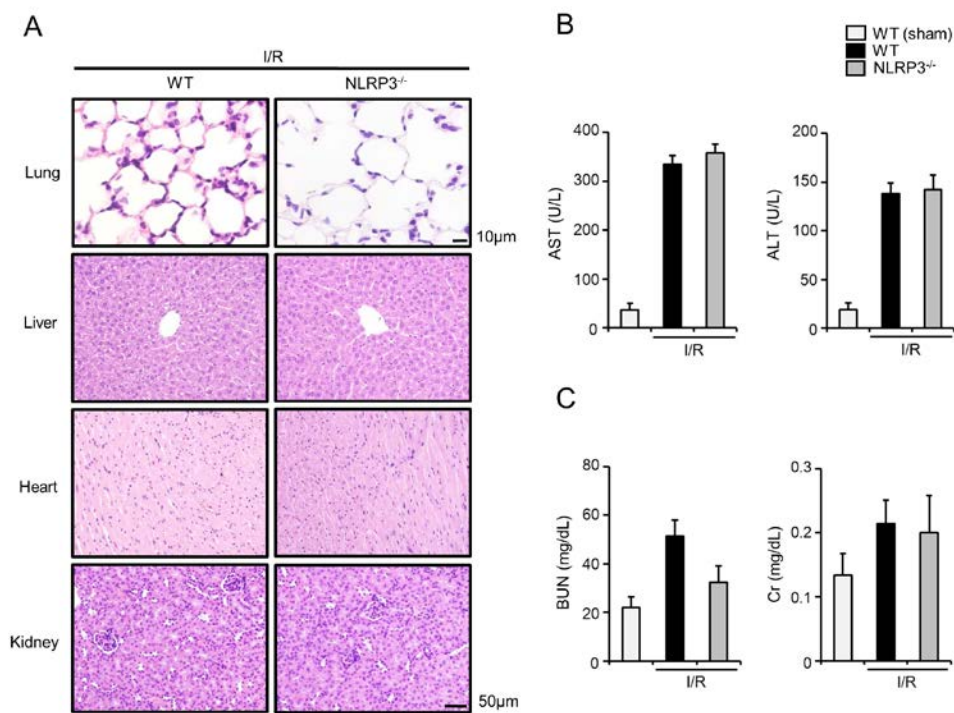 A
I/R
WT
NLRP3-/-
Lung
10μm
Liver
Heart
Kidney
50μm
B
WT (sham)
WT
NLRP3-/-
AST (U/L)
400
300
200
100
0
I/R
ALT (U/L)
200
150
100
50
0
I/R
C
BUN (mg/dL)
80
60
40
20
0
I/R
Cr (mg/dL)
0.3
0.2
0.1
0
I/R